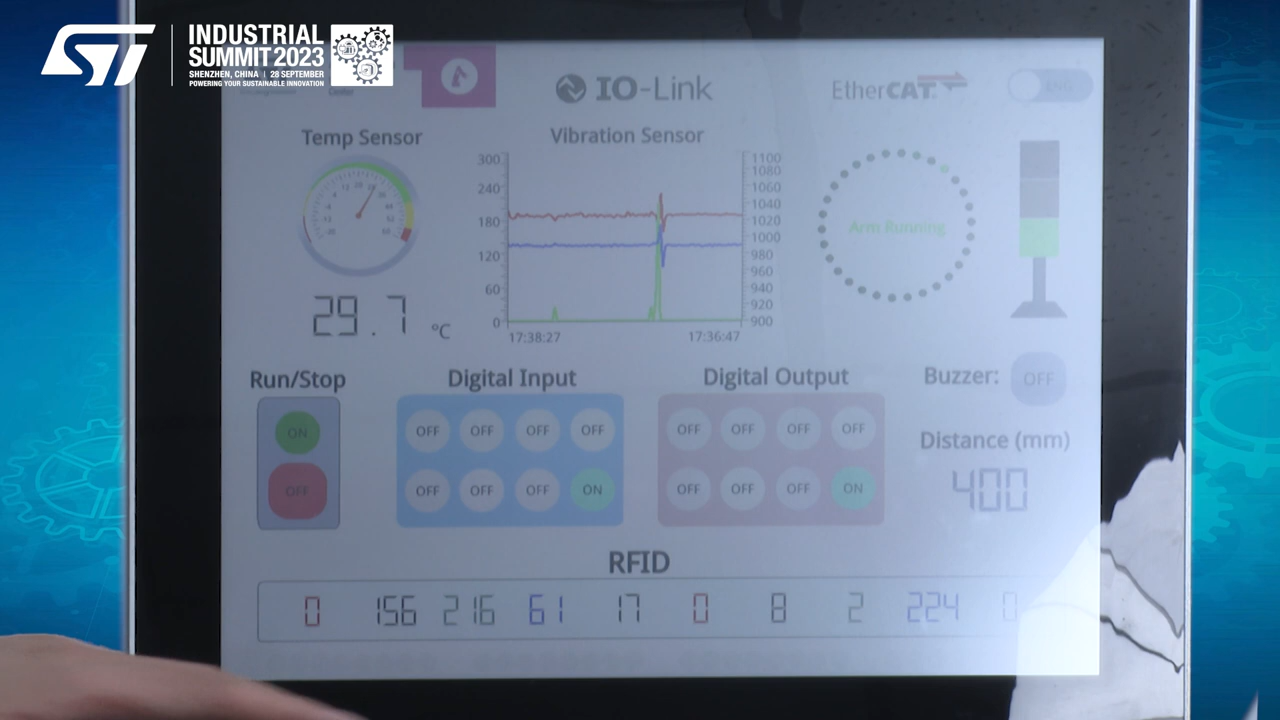 ST
INDUSTRIAL
SUMMIT 2023
SHENZHEN, CHINA | 28 SEPTEMBER
POWERING YOUR SUSTAINABLE INNOVATION
IO-Link
EtherCAT
Temp Sensor
29.7 °C
Vibration Sensor
300
240
180
120
60
0
1100
1080
1060
1040
1020
1000
980
960
940
920
900
17:38:27
17:36:47
Arm Running
Run/Stop
ON
OFF
Digital Input
OFF OFF OFF OFF
OFF OFF OFF ON
Digital Output
OFF OFF OFF OFF
OFF OFF OFF ON
Buzzer: OFF
Distance (mm)
400
RFID
0 156 216 61 17 0 8 2 224 0